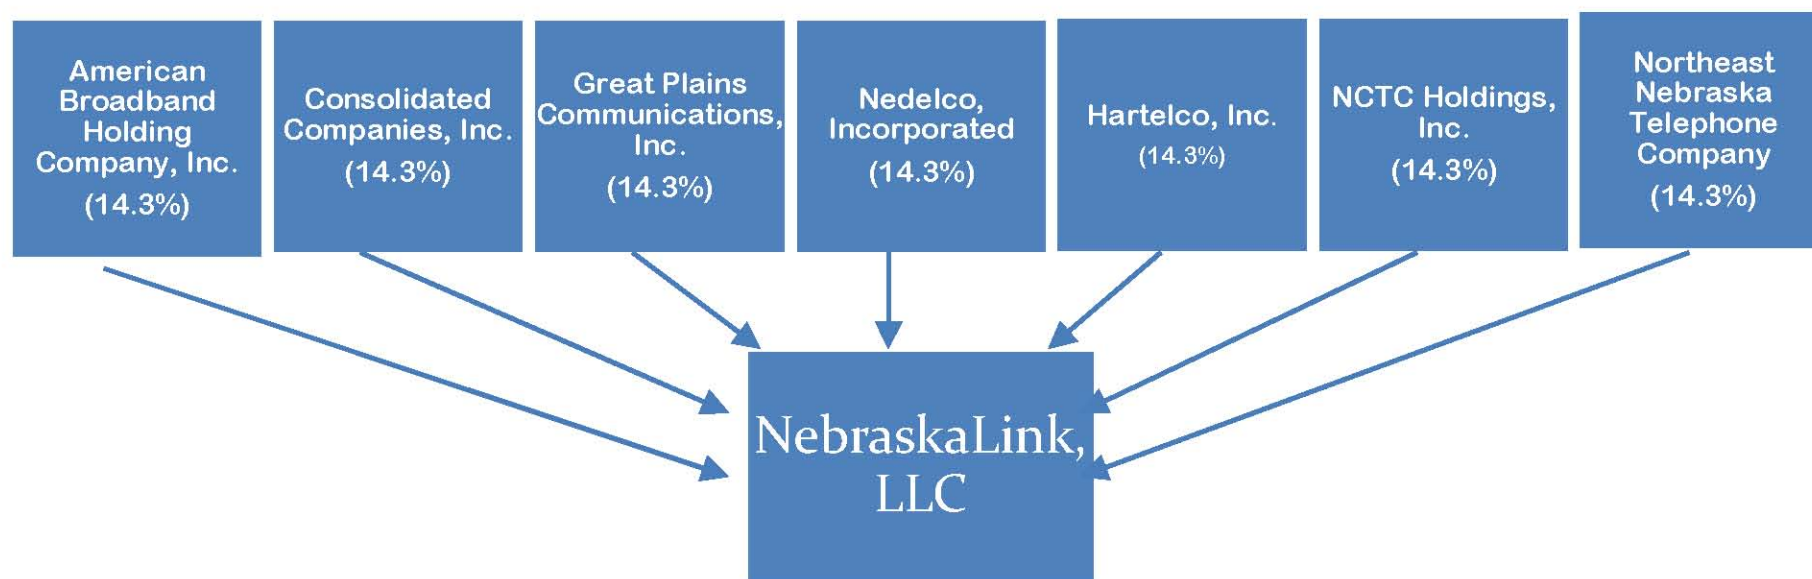 American
Broadband
Holding
Company, Inc.
(14.3%)
Consolidated
Companies, Inc.
(14.3%)
Great Plains
Communications,
Inc.
(14.3%)
Nedelco,
Incorporated
(14.3%)
Hartelco, Inc.
(14.3%)
NCTC Holdings,
Inc.
(14.3%)
Northeast
Nebraska
Telephone
Company
(14.3%)
NebraskaLink,
LLC